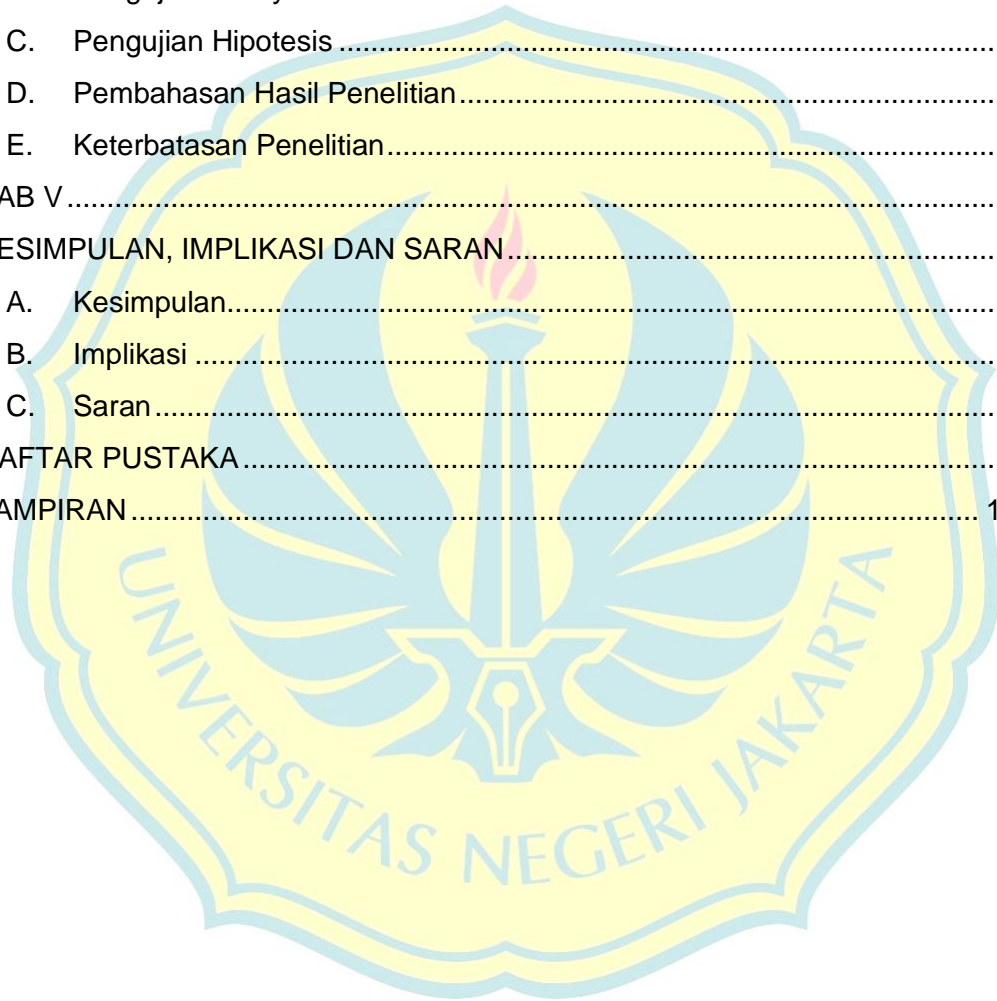 C. Pengujian Hipotesis ....................................................................................
D. Pembahasan Hasil Penelitian ....................................................................
E. Keterbatasan Penelitian .............................................................................
AB V ......................................................................................................................
ESIMPULAN, IMPLIKASI DAN SARAN .............................................................
A. Kesimpulan .................................................................................................
B. Implikasi ......................................................................................................
C. Saran ...........................................................................................................
AFTAR PUSTAKA ...............................................................................................
AMPIRAN ......................................................................................................... 1
UNIVERSITAS NEGERI JAKARTA